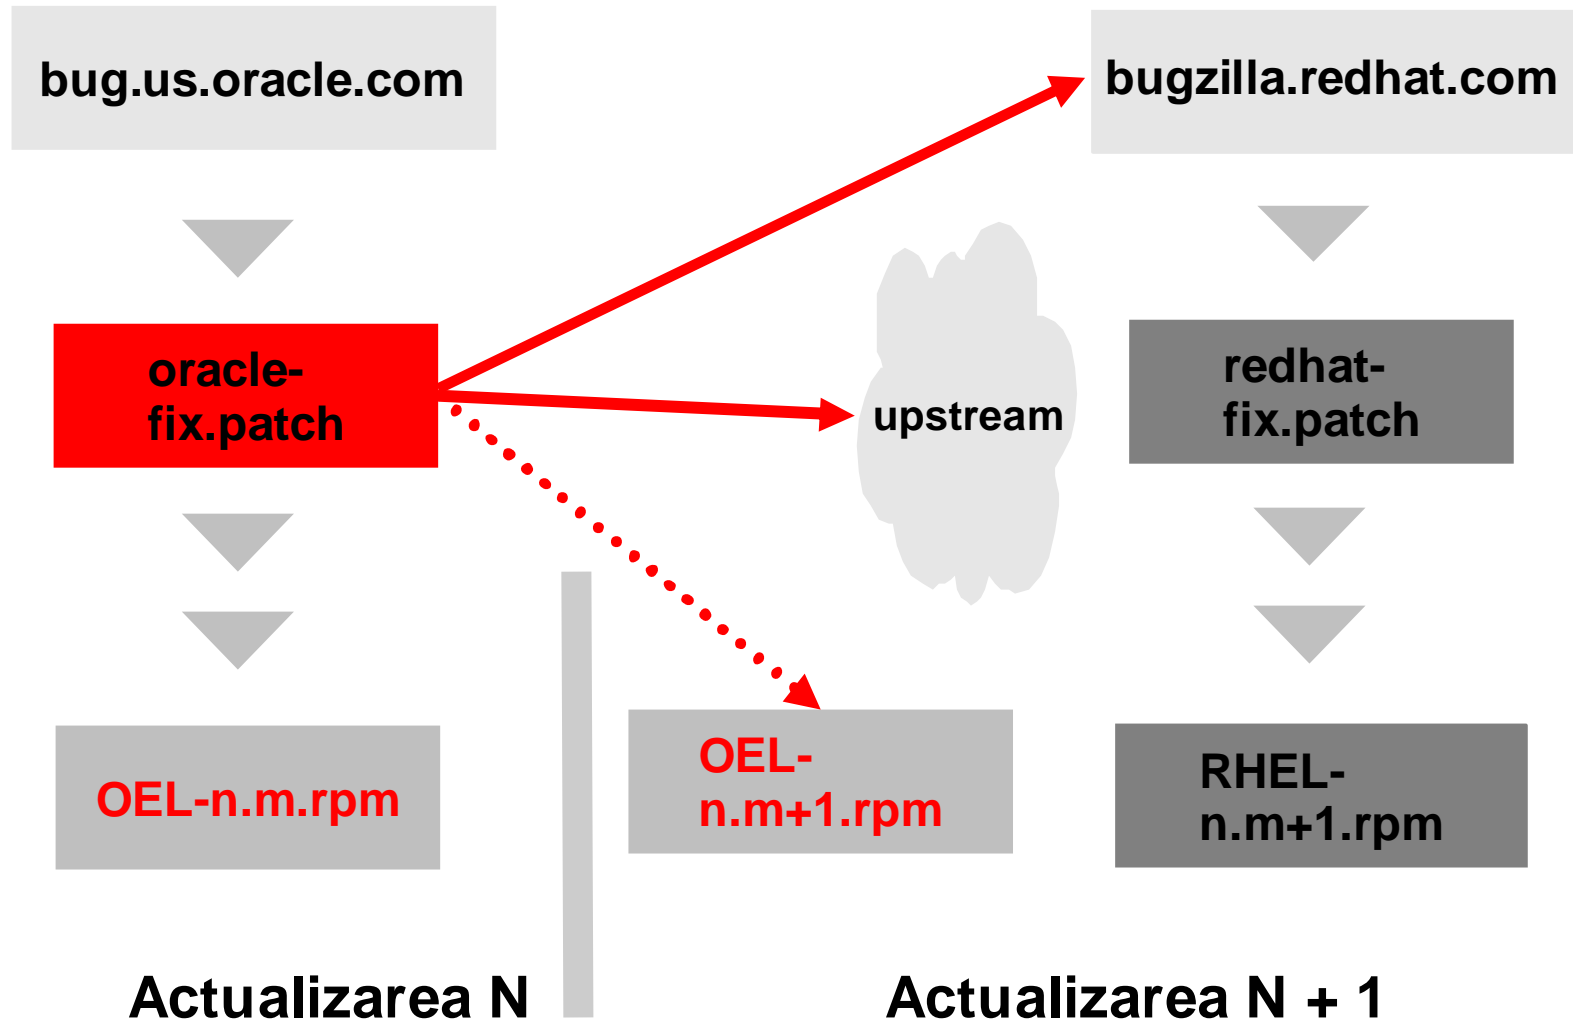 bug.us.oracle.com
bugzilla.redhat.com
oracle-
fix.patch
upstream
redhat-
fix.patch
OEL-n.m.rpm
OEL-
n.m+1.rpm
RHEL-
n.m+1.rpm
Actualizarea N
Actualizarea N + 1